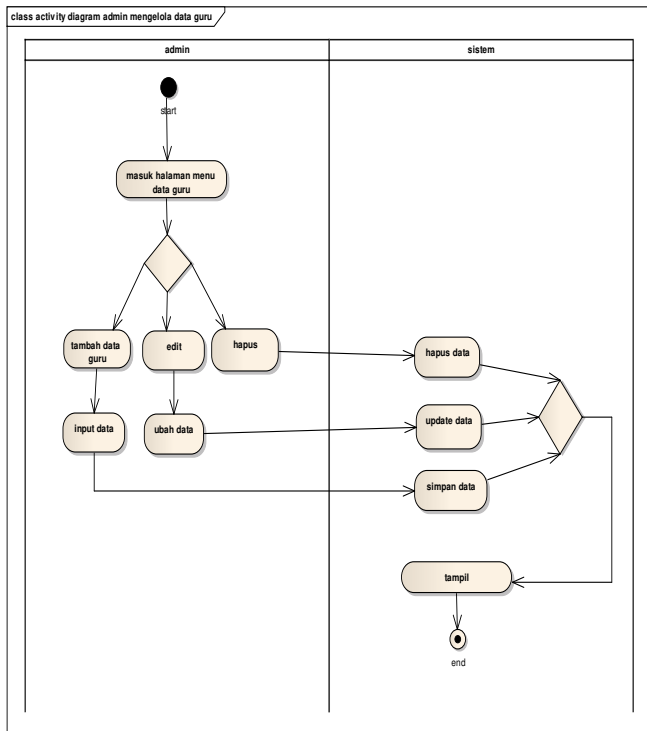 class activity diagram admin mengelola data guru
admin
sistem
start
masuk halaman menu
data guru
tambah data
guru
edit
hapus
hapus data
input data
ubah data
update data
simpan data
tampil
end